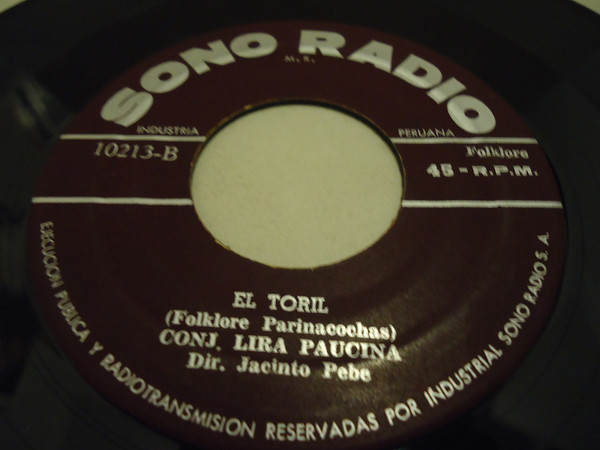 SONO RADIO
M. R.
INDUSTRIA PERUANA
10213-B
Folklore
45 - R.P.M.
EL TORIL
(Folklore Parinacochas)
CONJ. LIRA PAUCINA
Dir. Jacinto Pebe
EJECUCION PUBLICA Y RADIOTRANSMISION RESERVADAS POR INDUSTRIAL SONO RADIO S. A.